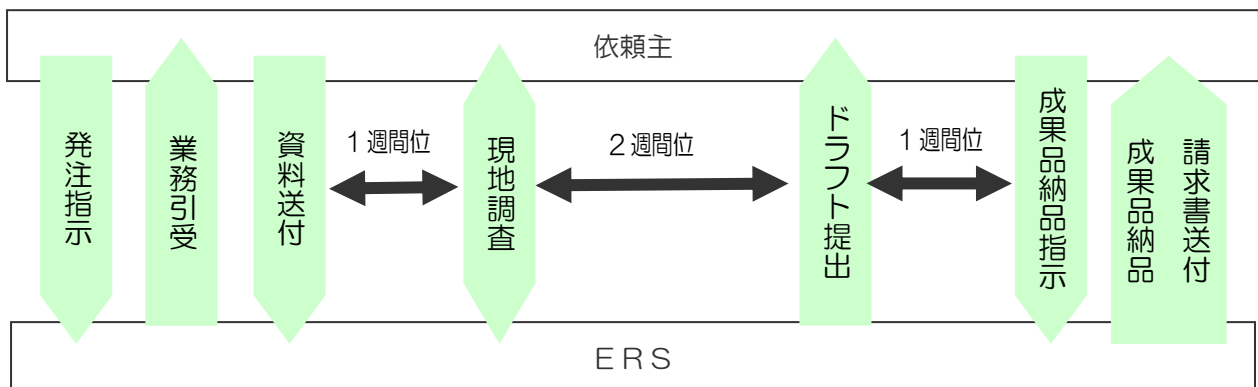 依頼主
発注指示
業務引受
資料送付
1週間位
現地調査
2週間位
ドラフト提出
1週間位
成果品納品指示
請求書送付
成果品納品
ERS